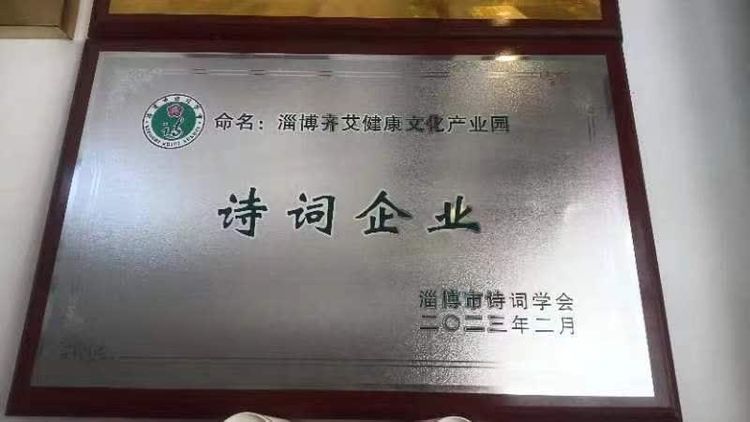 命名：淄博齐艾健康文化产业园
诗词企业
淄博市诗词学会
二〇二三年二月